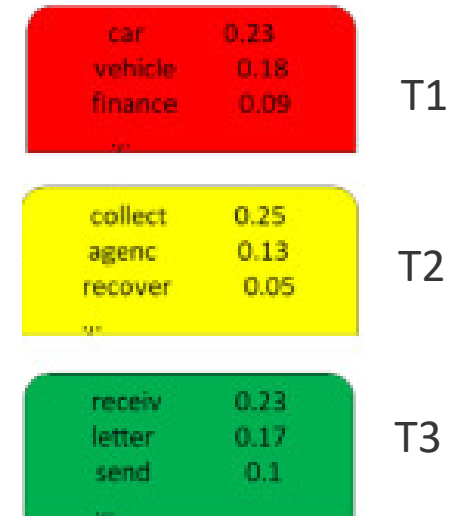 car 0.23
vehicle 0.18
finance 0.09
...
T1
collect 0.25
agenc 0.13
recover 0.05
...
T2
receiv 0.23
letter 0.17
send 0.1
...
T3